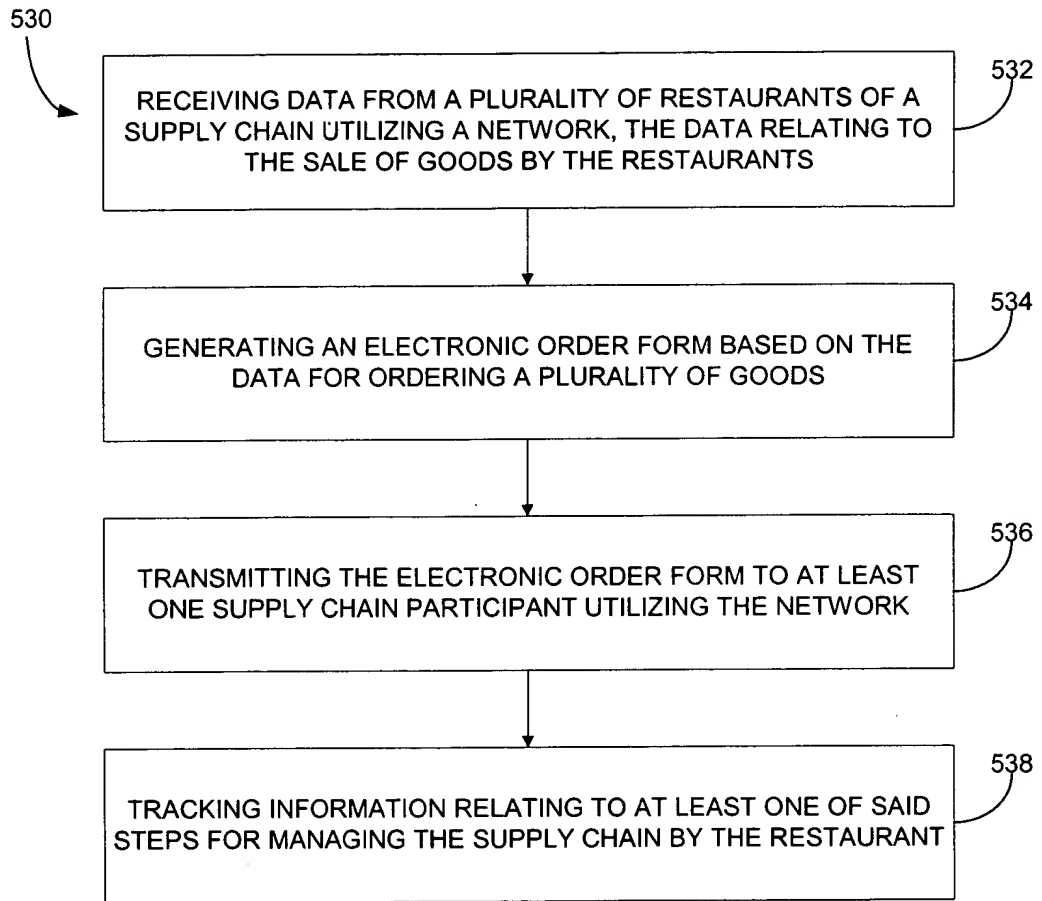 530
532
RECEIVING DATA FROM A PLURALITY OF RESTAURANTS OF A
SUPPLY CHAIN UTILIZING A NETWORK, THE DATA RELATING TO
THE SALE OF GOODS BY THE RESTAURANTS
534
GENERATING AN ELECTRONIC ORDER FORM BASED ON THE
DATA FOR ORDERING A PLURALITY OF GOODS
536
TRANSMITTING THE ELECTRONIC ORDER FORM TO AT LEAST
ONE SUPPLY CHAIN PARTICIPANT UTILIZING THE NETWORK
538
TRACKING INFORMATION RELATING TO AT LEAST ONE OF SAID
STEPS FOR MANAGING THE SUPPLY CHAIN BY THE RESTAURANT